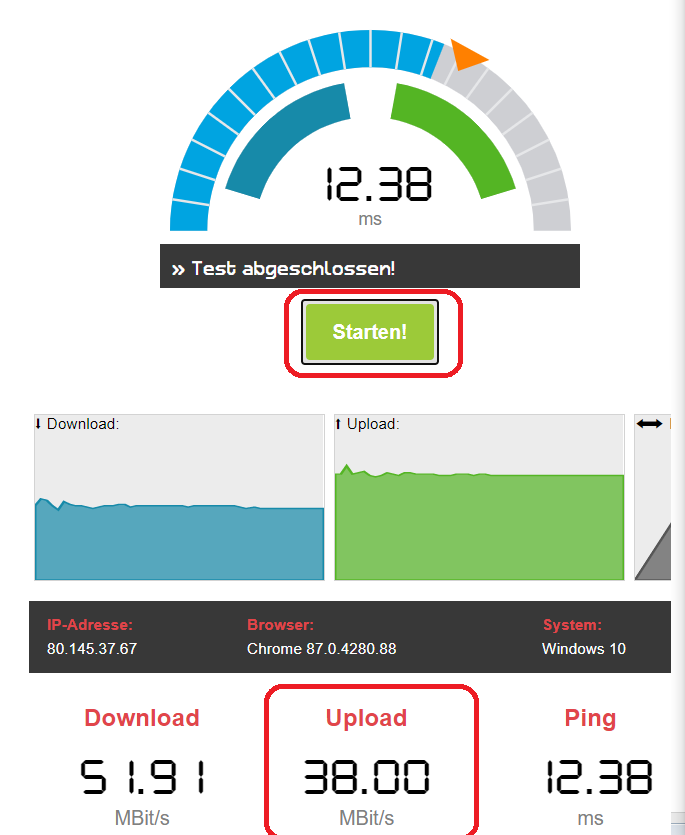 12.38
ms
» Test abgeschlossen!
Starten!
Download:
Upload:
IP-Adresse:
Browser:
System:
80.145.37.67
Chrome 87.0.4280.88
Windows 10
Download
Upload
Ping
51.91
38.00
12.38
MBit/s
MBit/s
ms